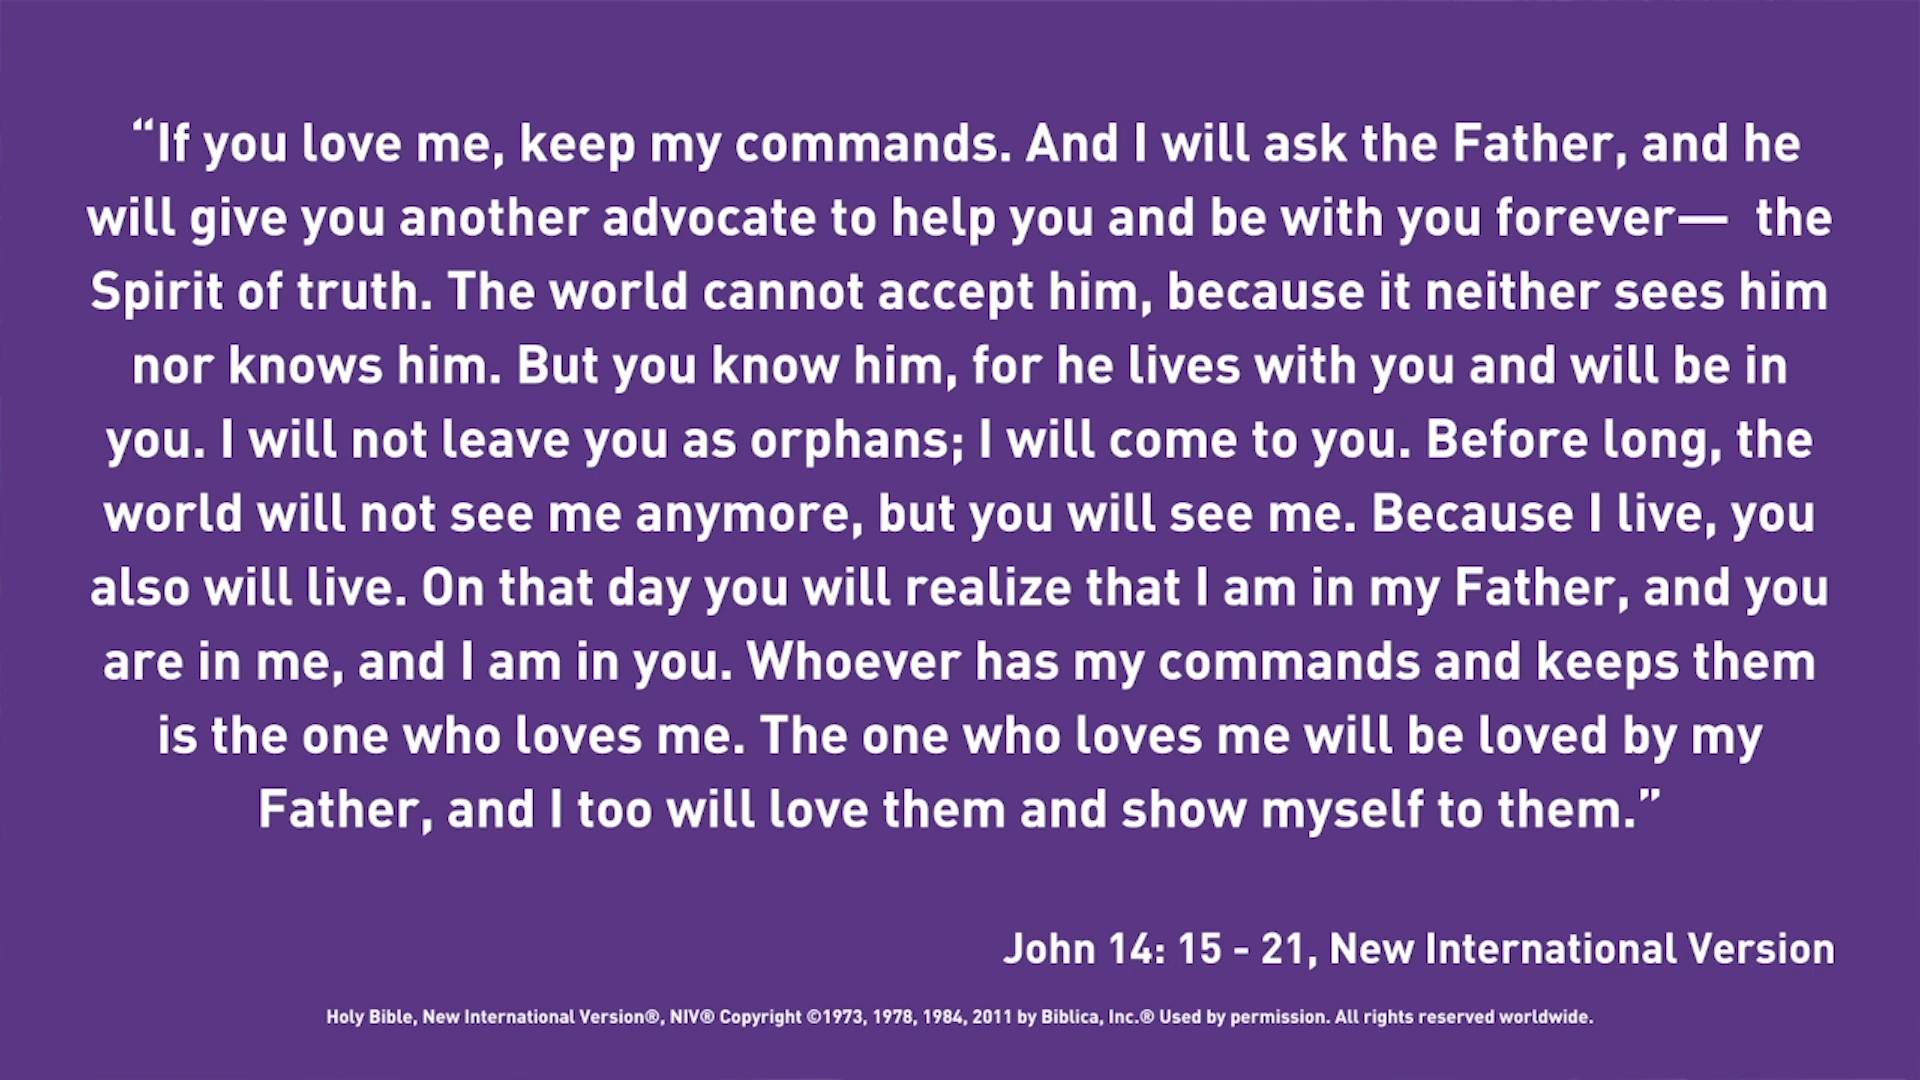 “If you love me, keep my commands. And I will ask the Father, and he
will give you another advocate to help you and be with you forever— the
Spirit of truth. The world cannot accept him, because it neither sees him
nor knows him. But you know him, for he lives with you and will be in
you. I will not leave you as orphans; I will come to you. Before long, the
world will not see me anymore, but you will see me. Because I live, you
also will live. On that day you will realize that I am in my Father, and you
are in me, and I am in you. Whoever has my commands and keeps them
is the one who loves me. The one who loves me will be loved by my
Father, and I too will love them and show myself to them.”
John 14: 15 - 21, New International Version
Holy Bible, New International Version®, NIV® Copyright ©1973, 1978, 1984, 2011 by Biblica, Inc.® Used by permission. All rights reserved worldwide.